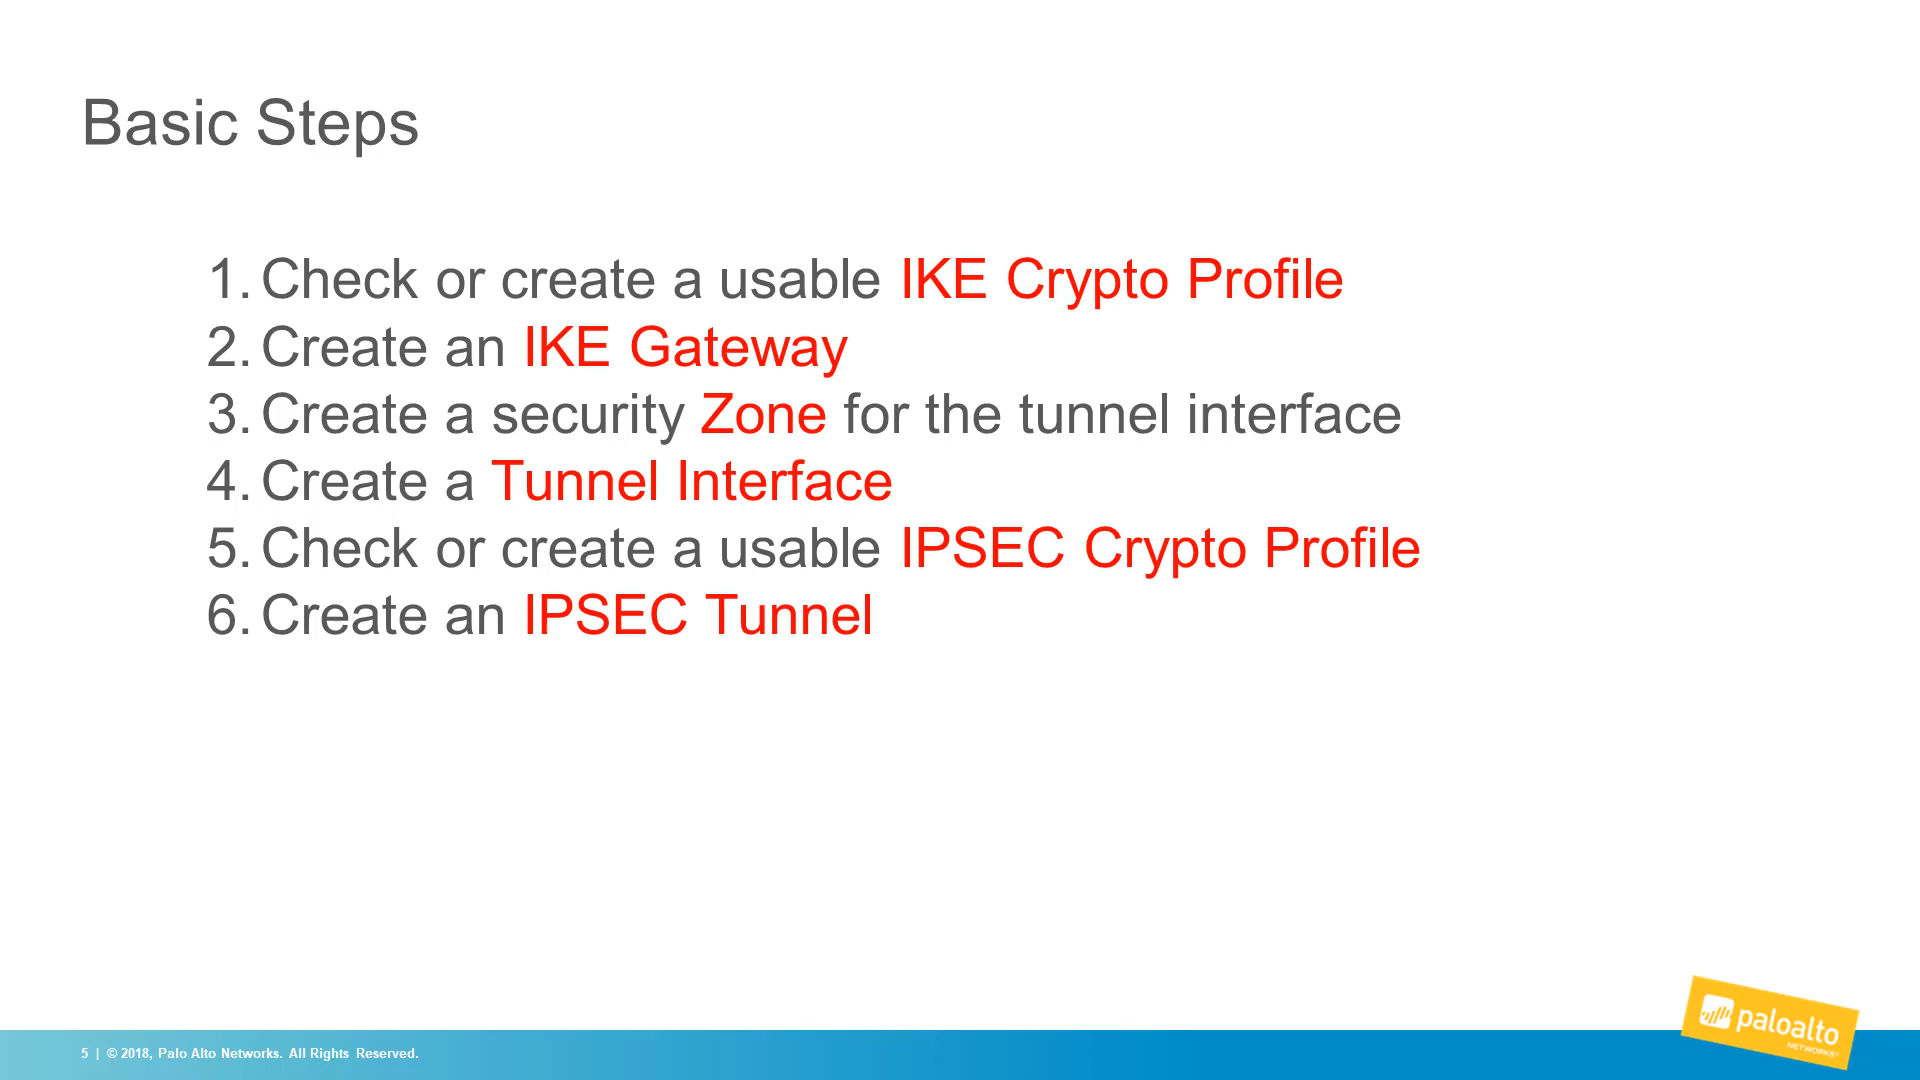 Basic Steps
1. Check or create a usable IKE Crypto Profile
2. Create an IKE Gateway
3. Create a security Zone for the tunnel interface
4. Create a Tunnel Interface
5. Check or create a usable IPSEC Crypto Profile
6. Create an IPSEC Tunnel
paloalto
NETWORKS®
5 | © 2018, Palo Alto Networks. All Rights Reserved.